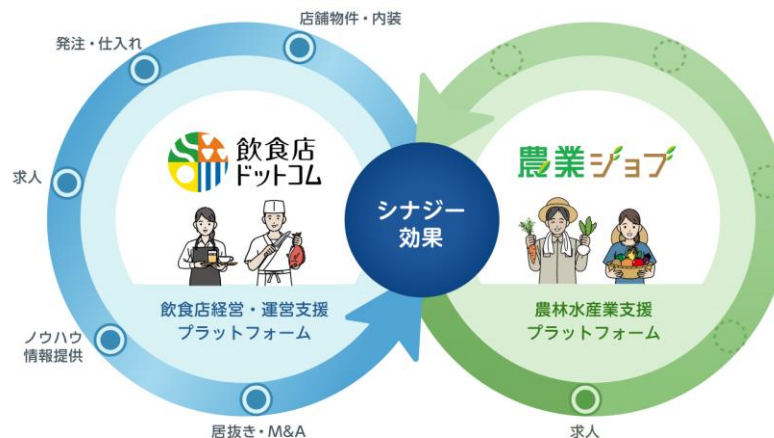 店舗物件・内装
発注・仕入れ
求人
ノウハウ
情報提供
居抜き・M&A
飲食店
ドットコム
飲食店経営・運営支援
プラットフォーム
シナジー
効果
農業ジョブ
農林水産業支援
プラットフォーム
求人